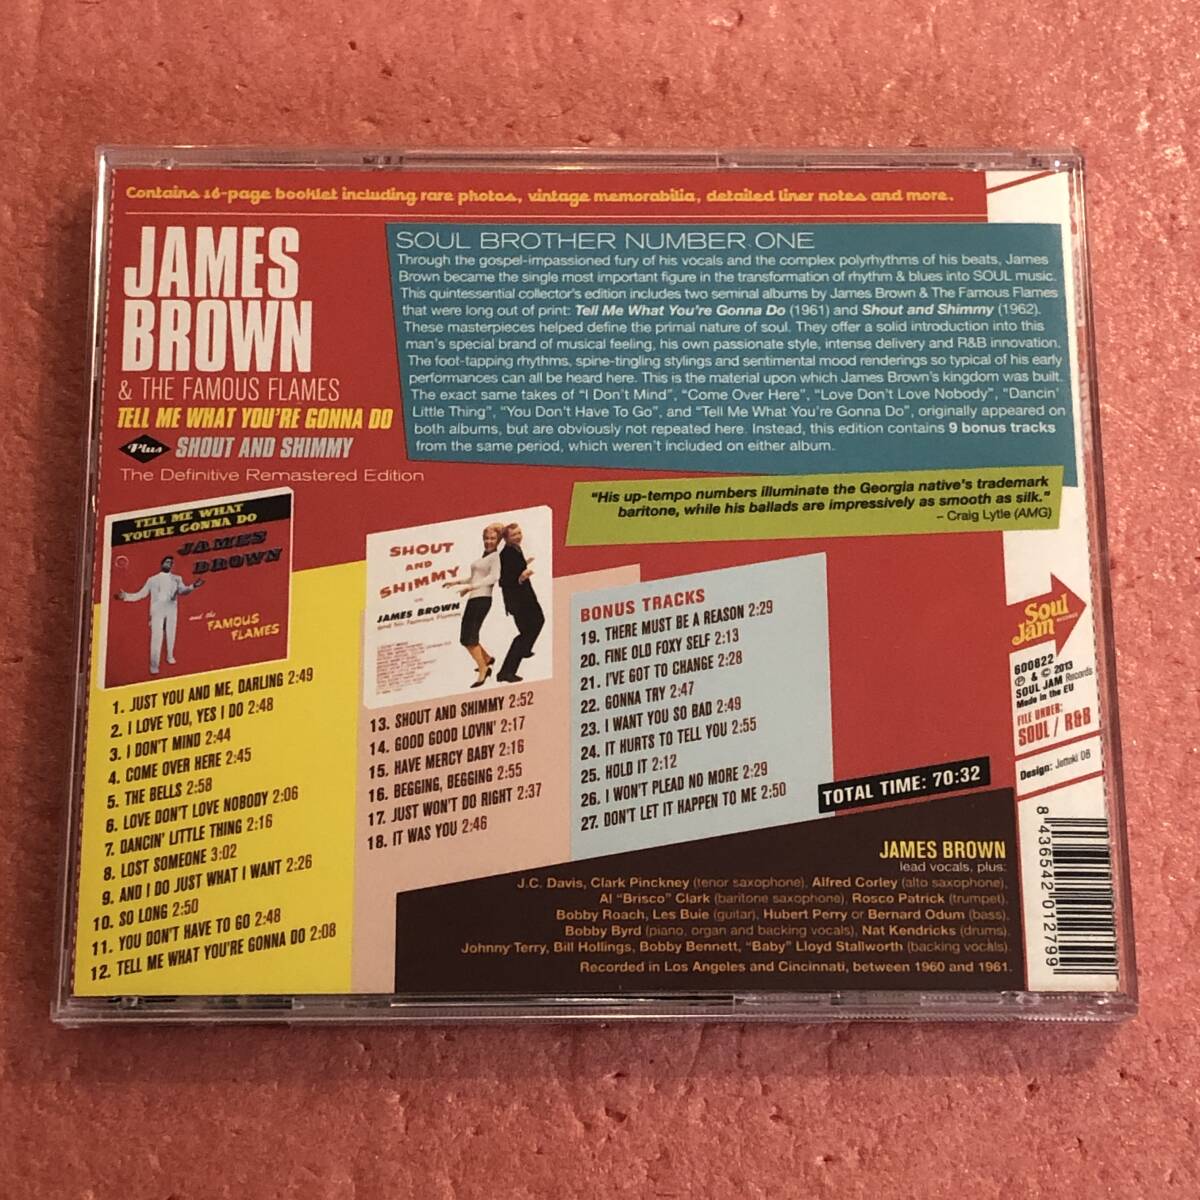 Contains 16-page booklet including rare photos, vintage memorabilia, detailed liner notes and more.
JAMES
BROWN
& THE FAMOUS FLAMES
TELL ME WHAT YOU'RE GONNA DO
Plus SHOUT AND SHIMMY
The Definitive Remastered Edition
SOUL BROTHER NUMBER ONE
Through the gospel-impassioned fury of his vocals and the complex polyrhythms of his beats, James
Brown became the single most important figure in the transformation of rhythm & blues into SOUL music.
This quintessential collector's edition includes two seminal albums by James Brown & The Famous Flames
that were long out of print: Tell Me What You're Gonna Do (1961) and Shout and Shimmy (1962).
These masterpieces helped define the primal nature of soul. They offer a solid introduction into this
man's special brand of musical feeling, his own passionate style, intense delivery and R&B innovation.
The foot-tapping rhythms, spine-tingling stylings and sentimental mood renderings so typical of his early
performances can all be heard here. This is the material upon which James Brown's kingdom was built.
The exact same takes of "I Don't Mind", "Come Over Here", "Love Don't Love Nobody", "Dancin'
Little Thing", "You Don't Have To Go", and "Tell Me What You're Gonna Do", originally appeared on
both albums, but are obviously not repeated here. Instead, this edition contains 9 bonus tracks
from the same period, which weren't included on either album.
"His up-tempo numbers illuminate the Georgia native's trademark
baritone, while his ballads are impressively as smooth as silk."
– Craig Lytle (AMG)
TELL ME WHAT
YOU'RE GONNA DO
JAMES
BROWN
and the
FAMOUS
FLAMES
SHOUT
AND
SHIMMY
JAMES BROWN
and his Famous Flames
1. JUST YOU AND ME, DARLING 2:49
2. I LOVE YOU, YES I DO 2:48
3. I DON'T MIND 2:44
4. COME OVER HERE 2:45
5. THE BELLS 2:58
6. LOVE DON'T LOVE NOBODY 2:06
7. DANCIN' LITTLE THING 2:16
8. LOST SOMEONE 3:02
9. AND I DO JUST WHAT I WANT 2:26
10. SO LONG 2:50
11. YOU DON'T HAVE TO GO 2:48
12. TELL ME WHAT YOU'RE GONNA DO 2:08
13. SHOUT AND SHIMMY 2:52
14. GOOD GOOD LOVIN' 2:17
15. HAVE MERCY BABY 2:16
16. BEGGING, BEGGING 2:55
17. JUST WON'T DO RIGHT 2:37
18. IT WAS YOU 2:46
BONUS TRACKS
19. THERE MUST BE A REASON 2:29
20. FINE OLD FOXY SELF 2:13
21. I'VE GOT TO CHANGE 2:28
22. GONNA TRY 2:47
23. I WANT YOU SO BAD 2:49
24. IT HURTS TO TELL YOU 2:55
25. HOLD IT 2:12
26. I WON'T PLEAD NO MORE 2:29
27. DON'T LET IT HAPPEN TO ME 2:50
TOTAL TIME: 70:32
JAMES BROWN
lead vocals, plus:
J.C. Davis, Clark Pinckney (tenor saxophone), Alfred Corley (alto saxophone),
Al "Brisco" Clark (baritone saxophone), Rosco Patrick (trumpet),
Bobby Roach, Les Buie (guitar), Hubert Perry or Bernard Odum (bass),
Bobby Byrd (piano, organ and backing vocals), Nat Kendricks (drums),
Johnny Terry, Bill Hollings, Bobby Bennett, "Baby" Lloyd Stallworth (backing vocals).
Recorded in Los Angeles and Cincinnati, between 1960 and 1961.
Soul
Jam
RECORDS
600822
℗ & © 2013
SOUL JAM Records
Made in the EU
FILE UNDER:
SOUL / R&B
Design: Jottoki DB
8 436542 012799